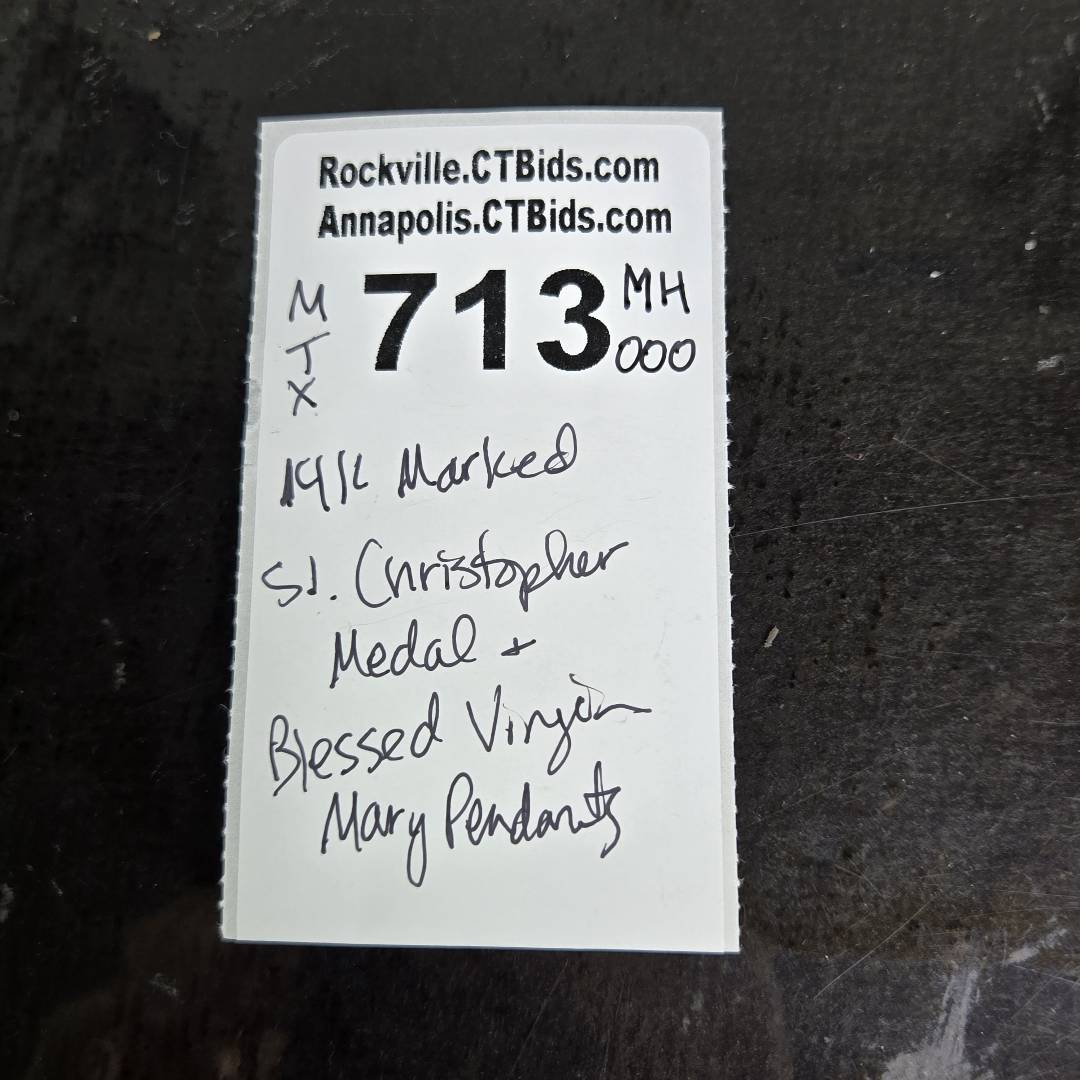 Rockville.CTBids.com
Annapolis.CTBids.com
M
J
X
713
MH
000
14K Marked
St. Christopher
Medal +
Blessed Virgin
Mary Pendants